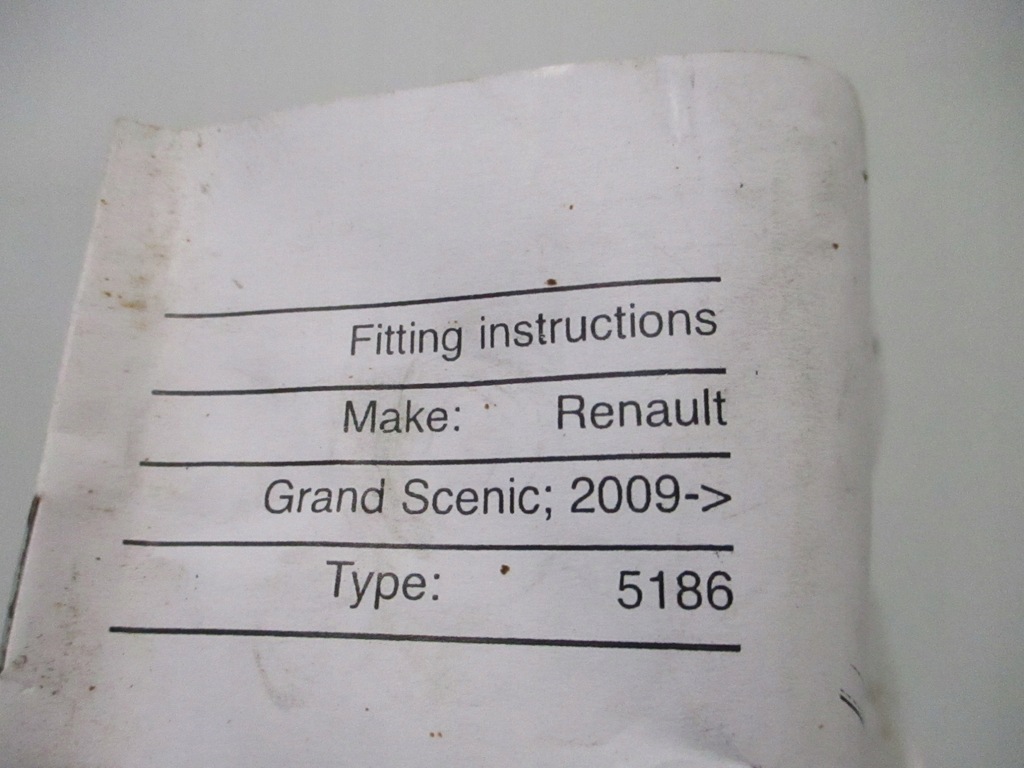 Fitting instructions
Make: Renault
Grand Scenic; 2009->
Type: 5186